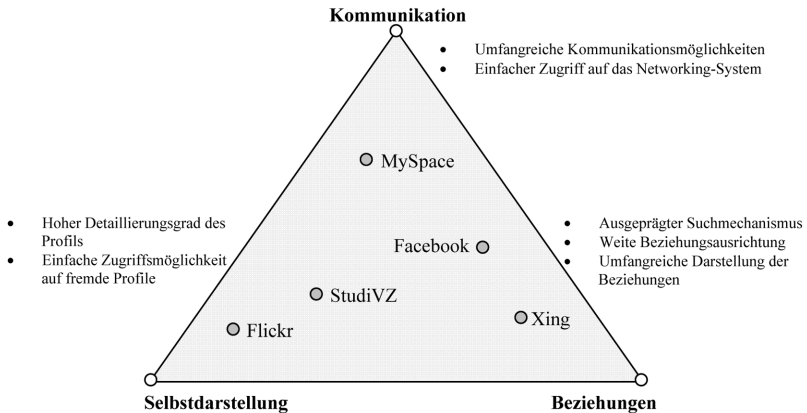 Kommunikation
• Umfangreiche Kommunikationsmöglichkeiten
• Einfacher Zugriff auf das Networking-System
MySpace
• Hoher Detaillierungsgrad des
Profils
• Einfache Zugriffsmöglichkeit
auf fremde Profile
• Ausgeprägter Suchmechanismus
• Weite Beziehungsausrichtung
• Umfangreiche Darstellung der
Beziehungen
Facebook
StudiVZ
Xing
Flickr
Selbstdarstellung
Beziehungen